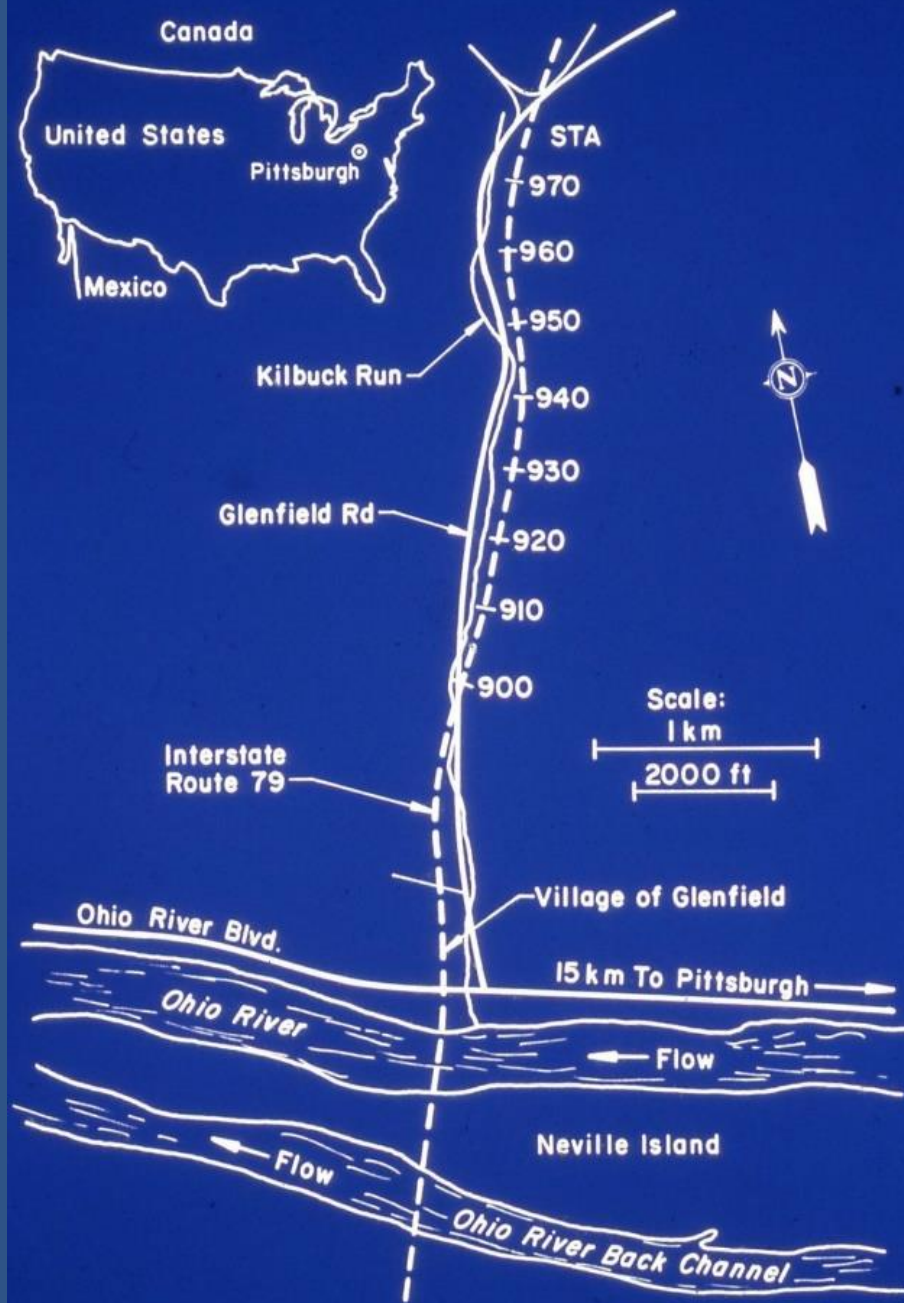 Canada
United States
Pittsburgh
Mexico
STA
970
960
950
Kilbuck Run
940
N
930
Glenfield Rd
920
910
900
Scale:
1 km
2000 ft
Interstate
Route 79
Village of Glenfield
Ohio River Blvd.
15 km To Pittsburgh
Ohio River
Flow
Neville Island
Flow
Ohio River Back Channel